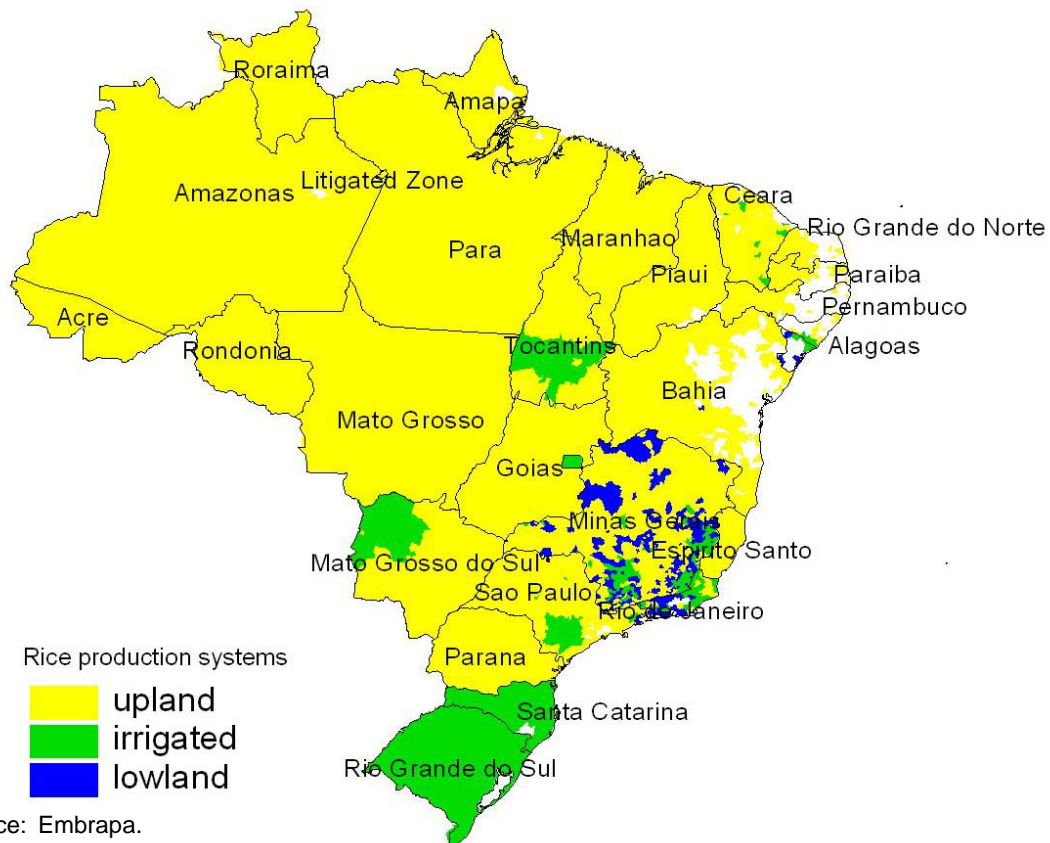 Roraima
Amapa
Litigated Zone
Amazonas
Ceara
Rio Grande do Norte
Maranhao
Para
Piaui
Paraiba
Pernambuco
Acre
Rondonia
Tocantins
Alagoas
Bahia
Mato Grosso
Goias
Minas Gerais
Espirito Santo
Mato Grosso do Sul
Sao Paulo
Rio de Janeiro
Parana
Santa Catarina
Rio Grande do Sul
Rice production systems
upland
irrigated
lowland
ce: Embrapa.